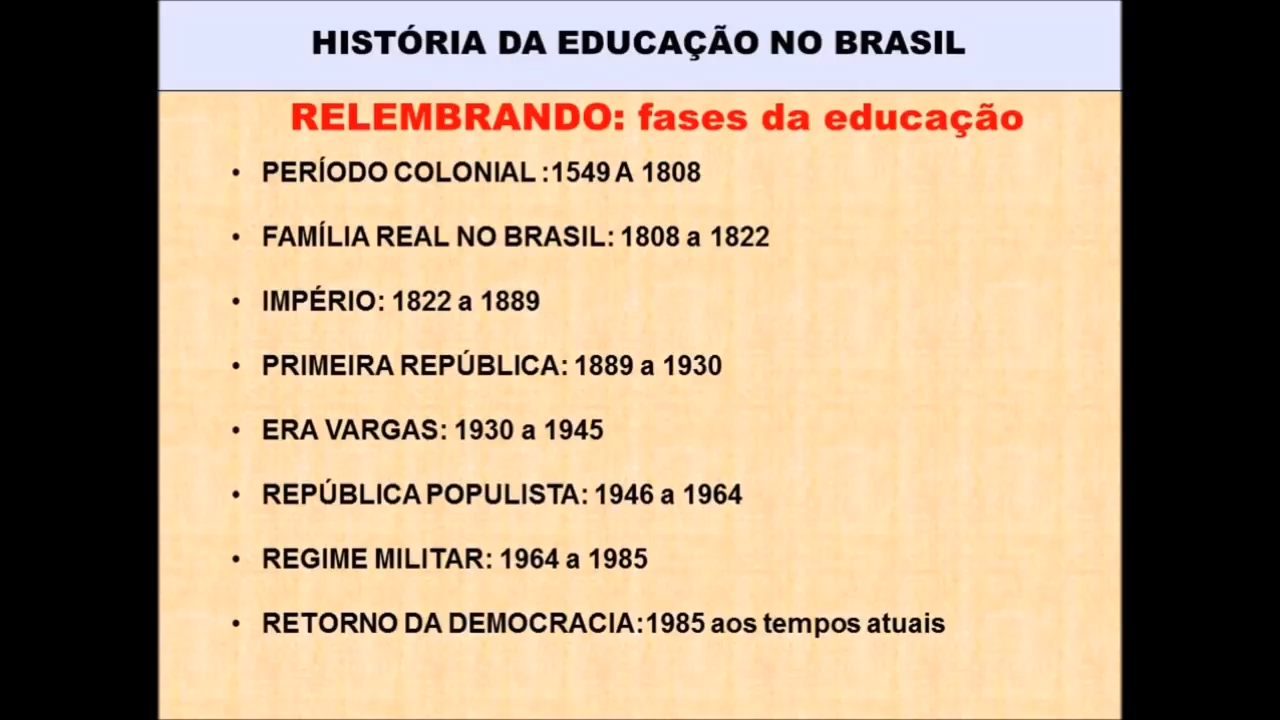 HISTÓRIA DA EDUCAÇÃO NO BRASIL
RELEMBRANDO: fases da educação
• PERÍODO COLONIAL :1549 A 1808
• FAMÍLIA REAL NO BRASIL: 1808 a 1822
• IMPÉRIO: 1822 a 1889
• PRIMEIRA REPÚBLICA: 1889 a 1930
• ERA VARGAS: 1930 a 1945
• REPÚBLICA POPULISTA: 1946 a 1964
• REGIME MILITAR: 1964 a 1985
• RETORNO DA DEMOCRACIA:1985 aos tempos atuais